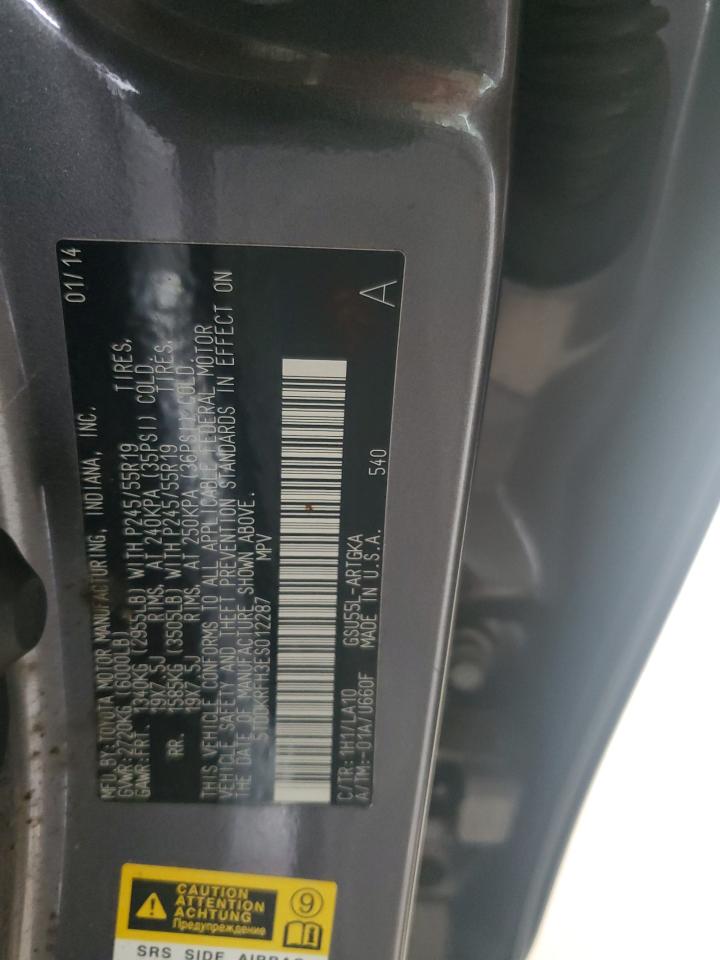 MFD.BY:TOYOTA MOTOR MANUFACTURING, INDIANA, INC. 01/14
GVWR:2720KG (6000LB)
GAWR:FRT. 1340KG (2955LB) WITH P245/55R19 TIRES,
19X7.5J RIMS, AT 240KPA (35PSI) COLD.
RR. 1585KG (3505LB) WITH P245/55R19 TIRES,
19X7.5J RIMS, AT 250KPA (36PSI) COLD.
THIS VEHICLE CONFORMS TO ALL APPLICABLE FEDERAL MOTOR
VEHICLE SAFETY AND THEFT PREVENTION STANDARDS IN EFFECT ON
THE DATE OF MANUFACTURE SHOWN ABOVE.
5TDDKRFH3ES012287 MPV
C/TR: 1H1/LA10 GSU55L-ARTGKA 540
A/TM:-01A/U660F MADE IN U.S.A. A
CAUTION
ATTENTION
ACHTUNG
Предупреждение
9
SRS SIDE AIRBAG